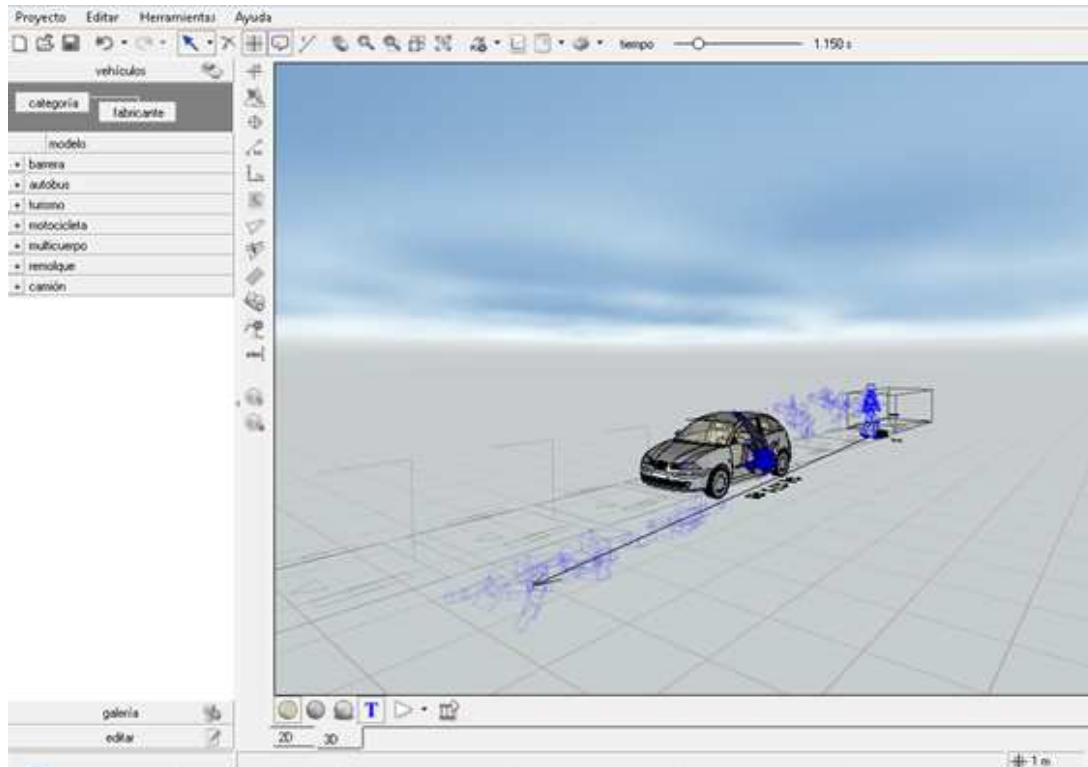 Proyecto Editar Herramientas Ayuda
tiempo 1.150 s
vehículos
categoría
fabricante
modelo
barrera
autobus
turismo
motocicleta
multicuerpo
remolque
camión
galería
editar
T
2D 3D
1 m